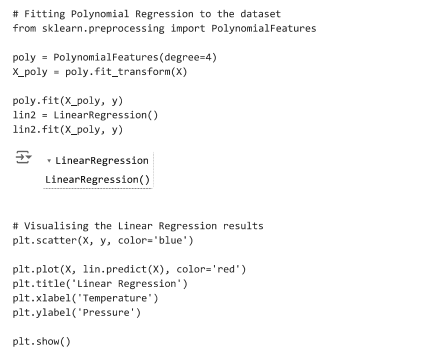 # Fitting Polynomial Regression to the dataset
from sklearn.preprocessing import PolynomialFeatures
poly = PolynomialFeatures(degree=4)
X_poly = poly.fit_transform(X)
poly.fit(X_poly, y)
lin2 = LinearRegression()
lin2.fit(X_poly, y)
LinearRegression
LinearRegression()
# Visualising the Linear Regression results
plt.scatter(X, y, color='blue')
plt.plot(X, lin.predict(X), color='red')
plt.title('Linear Regression')
plt.xlabel('Temperature')
plt.ylabel('Pressure')
plt.show()